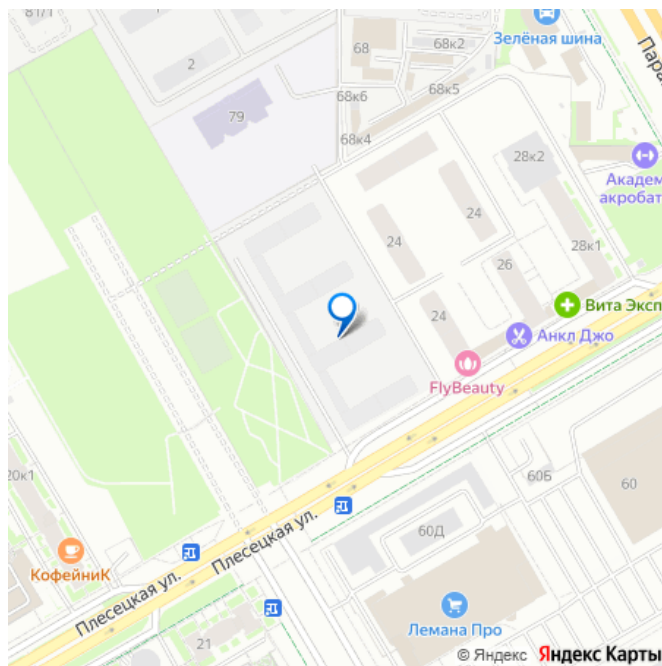 81/1
1
68к2
Зелёная шина
68
2
Пара
68к6
68к5
79
68к4
28к2
Академ
акробат
24
24
28к1
26
24
Вита Эксп
Анкл Джо
FlyBeauty
20к1
60Б
60
Плесецкая ул.
60Д
КофейниК
Плесецкая ул.
21
Лемана Про
© Яндекс Яндекс Карты